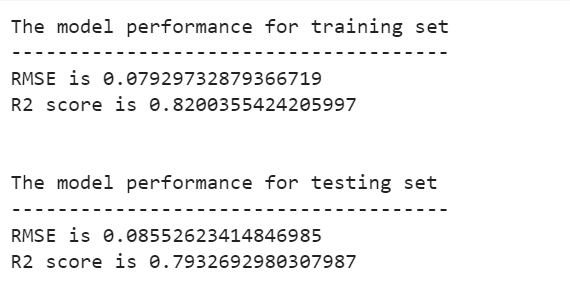 The model performance for training set
--------------------------------------
RMSE is 0.07929732879366719
R2 score is 0.8200355424205997
The model performance for testing set
--------------------------------------
RMSE is 0.08552623414846985
R2 score is 0.7932692980307987